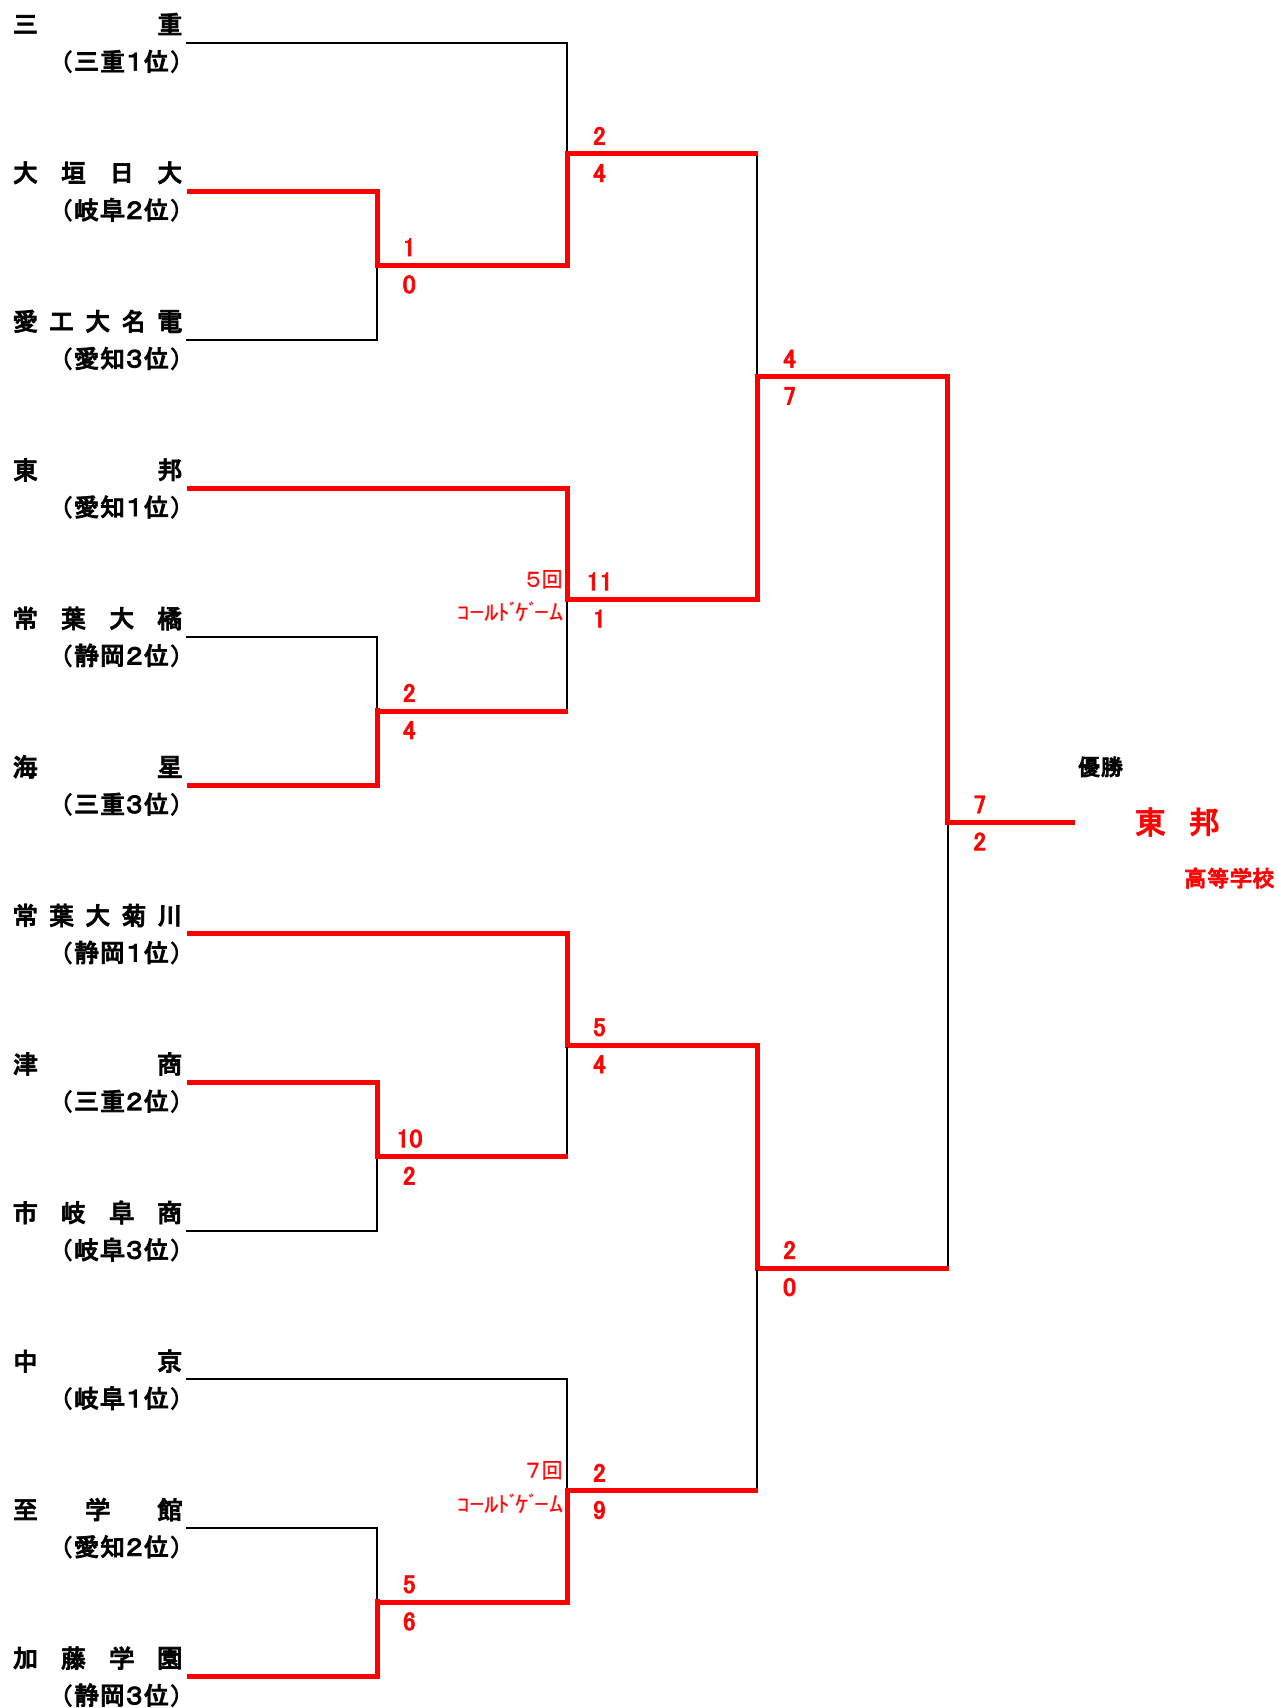 三重
（三重１位）
2
4
大垣日大
（岐阜２位）
1
0
愛工大名電
（愛知３位）
4
7
東邦
（愛知１位）
５回
11
ｺｰﾙﾄﾞｹﾞｰﾑ
1
常葉大橘
（静岡２位）
2
4
海星
（三重３位）
優勝
7
2
東邦
高等学校
常葉大菊川
（静岡１位）
5
4
津商
（三重２位）
10
2
市岐阜商
（岐阜３位）
2
0
中京
（岐阜１位）
７回
2
ｺｰﾙﾄﾞｹﾞｰﾑ
9
至学館
（愛知２位）
5
6
加藤学園
（静岡３位）